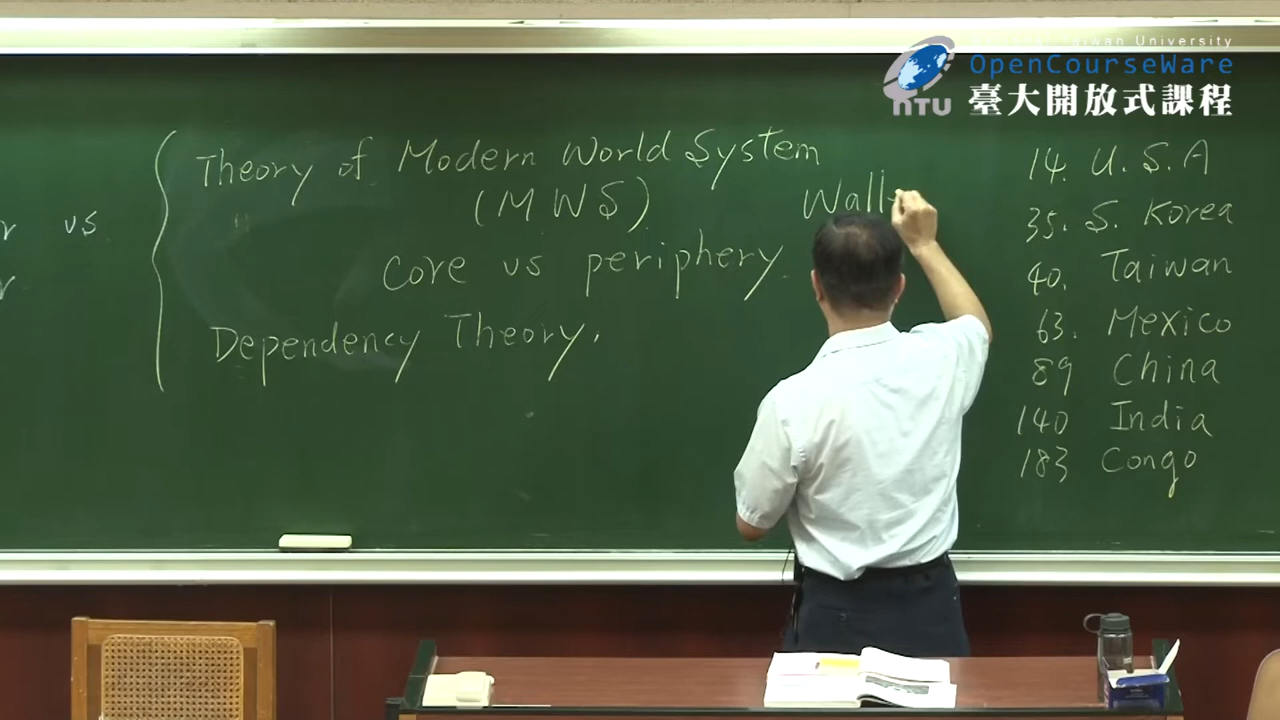 Taiwan University
OpenCourseWare
NTU
臺大開放式課程
vs
Theory of Modern World System
(MWS)
Wall
core vs periphery.
Dependency Theory.
14. U.S.A
35. S. Korea
40. Taiwan
63. Mexico
89 China
140 India
183 Congo